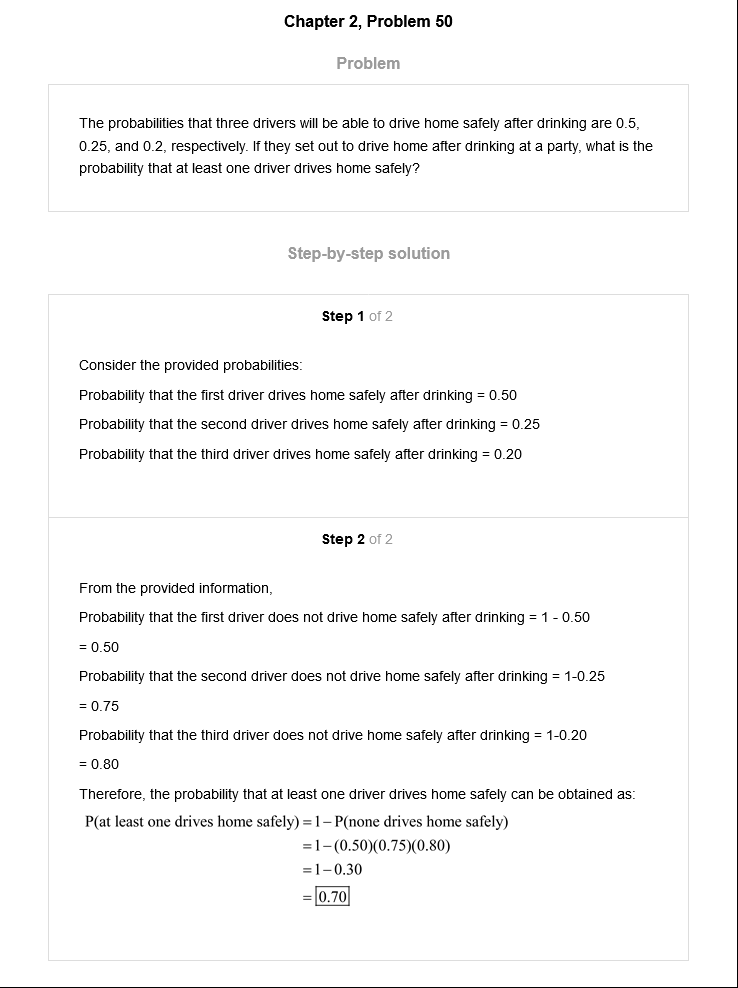 Chapter 2, Problem 50
Problem
The probabilities that three drivers will be able to drive home safely after drinking are 0.5,
0.25, and 0.2, respectively. If they set out to drive home after drinking at a party, what is the
probability that at least one driver drives home safely?
Step-by-step solution
Step 1 of 2
Consider the provided probabilities:
Probability that the first driver drives home safely after drinking = 0.50
Probability that the second driver drives home safely after drinking = 0.25
Probability that the third driver drives home safely after drinking = 0.20
Step 2 of 2
From the provided information,
Probability that the first driver does not drive home safely after drinking = 1 - 0.50
= 0.50
Probability that the second driver does not drive home safely after drinking = 1-0.25
= 0.75
Probability that the third driver does not drive home safely after drinking = 1-0.20
= 0.80
Therefore, the probability that at least one driver drives home safely can be obtained as:
P(at least one drives home safely) = 1 − P(none drives home safely)
= 1 − (0.50)(0.75)(0.80)
= 1 − 0.30
= 0.70